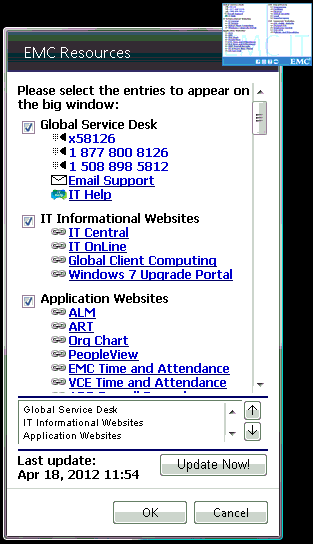 EMC Resources
EMC
Please select the entries to appear on
the big window:
Global Service Desk
x58126
1 877 800 8126
1 508 898 5812
Email Support
IT Help
IT Informational Websites
IT Central
IT OnLine
Global Client Computing
Windows 7 Upgrade Portal
Application Websites
ALM
ART
Org Chart
PeopleView
EMC Time and Attendance
VCE Time and Attendance
Global Service Desk
IT Informational Websites
Application Websites
Last update:
Apr 18, 2012 11:54
Update Now!
OK
Cancel